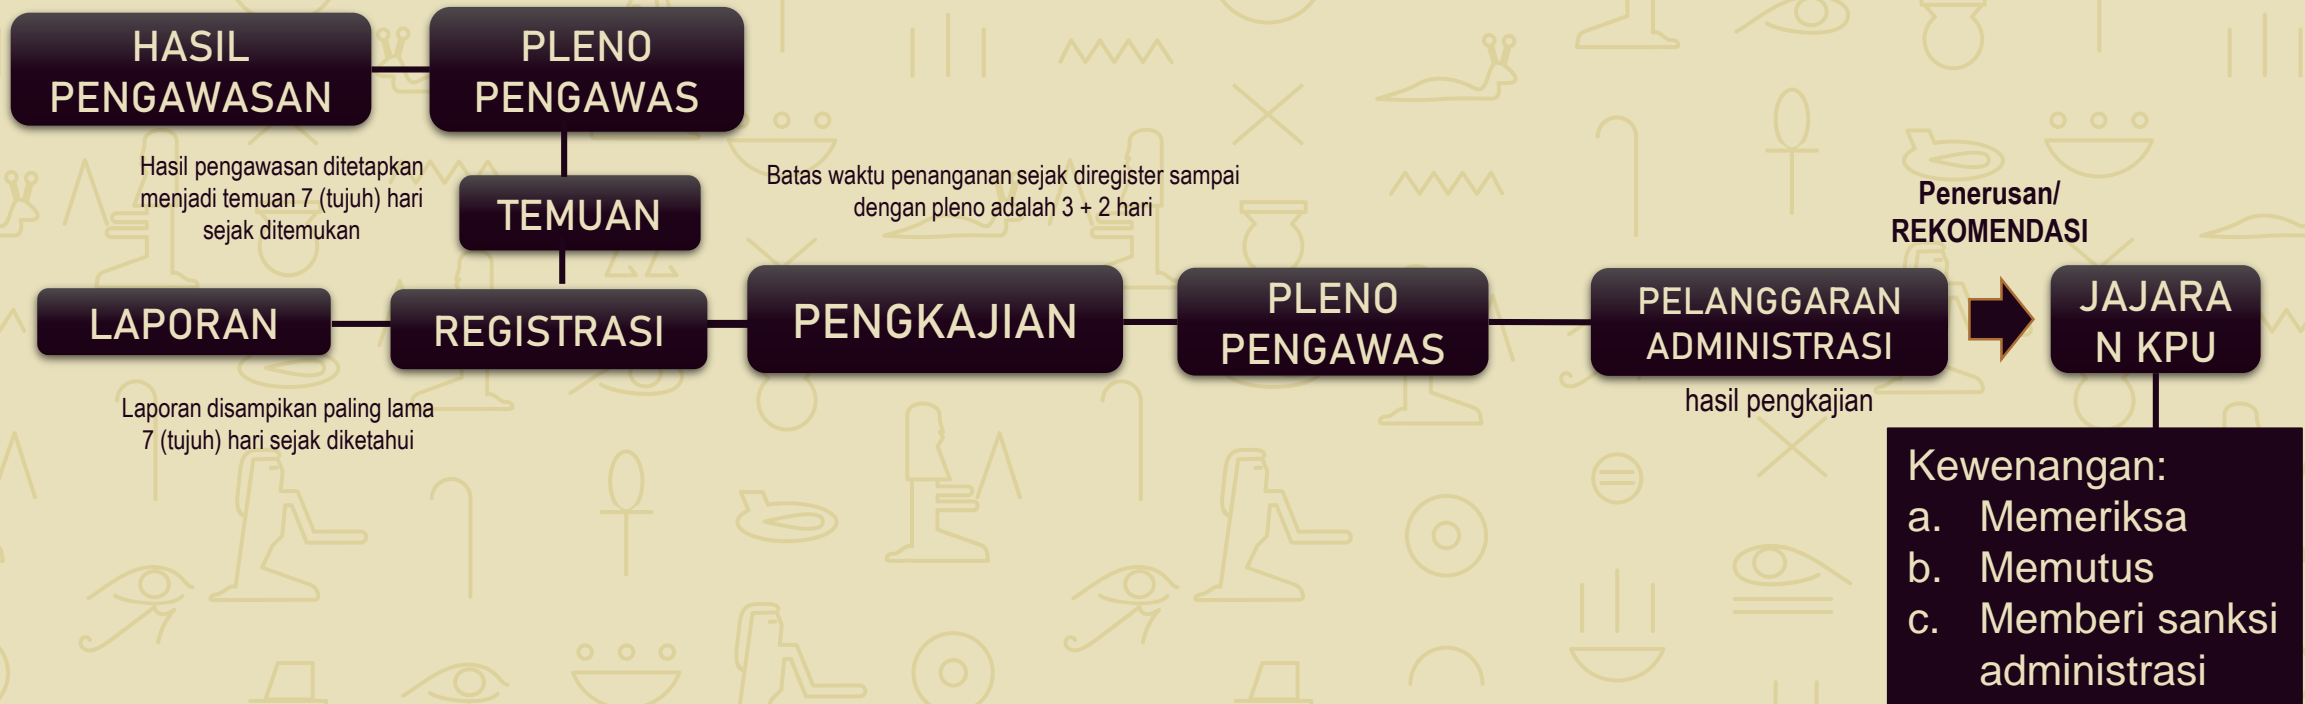 HASIL
PENGAWASAN
PLENO
PENGAWAS
Hasil pengawasan ditetapkan
menjadi temuan 7 (tujuh) hari
sejak ditemukan
TEMUAN
Batas waktu penanganan sejak diregister sampai
dengan pleno adalah 3 + 2 hari
Penerusan/
REKOMENDASI
LAPORAN
REGISTRASI
PENGKAJIAN
PLENO
PENGAWAS
PELANGGARAN
ADMINISTRASI
JAJARA
N KPU
hasil pengkajian
Laporan disampikan paling lama
7 (tujuh) hari sejak diketahui
Kewenangan:
a. Memeriksa
b. Memutus
c. Memberi sanksi
administrasi